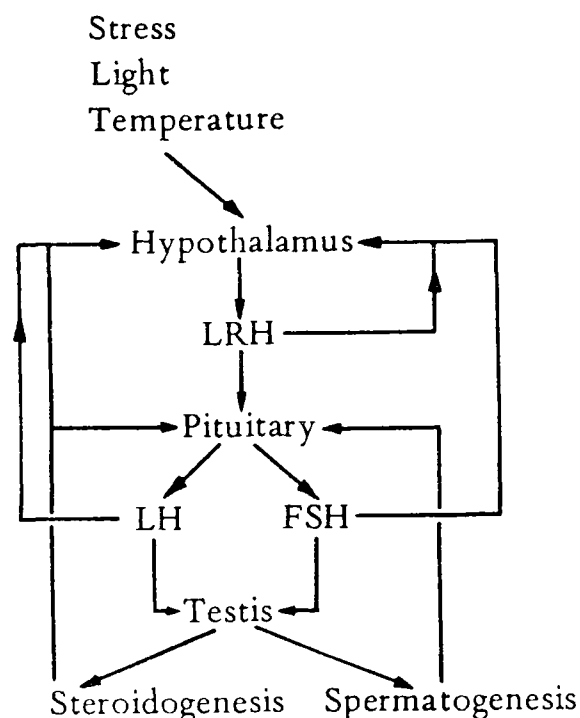 Stress
Light
Temperature
Hypothalamus
LRH
Pituitary
LH FSH
Testis
Steroidogenesis Spermatogenesis